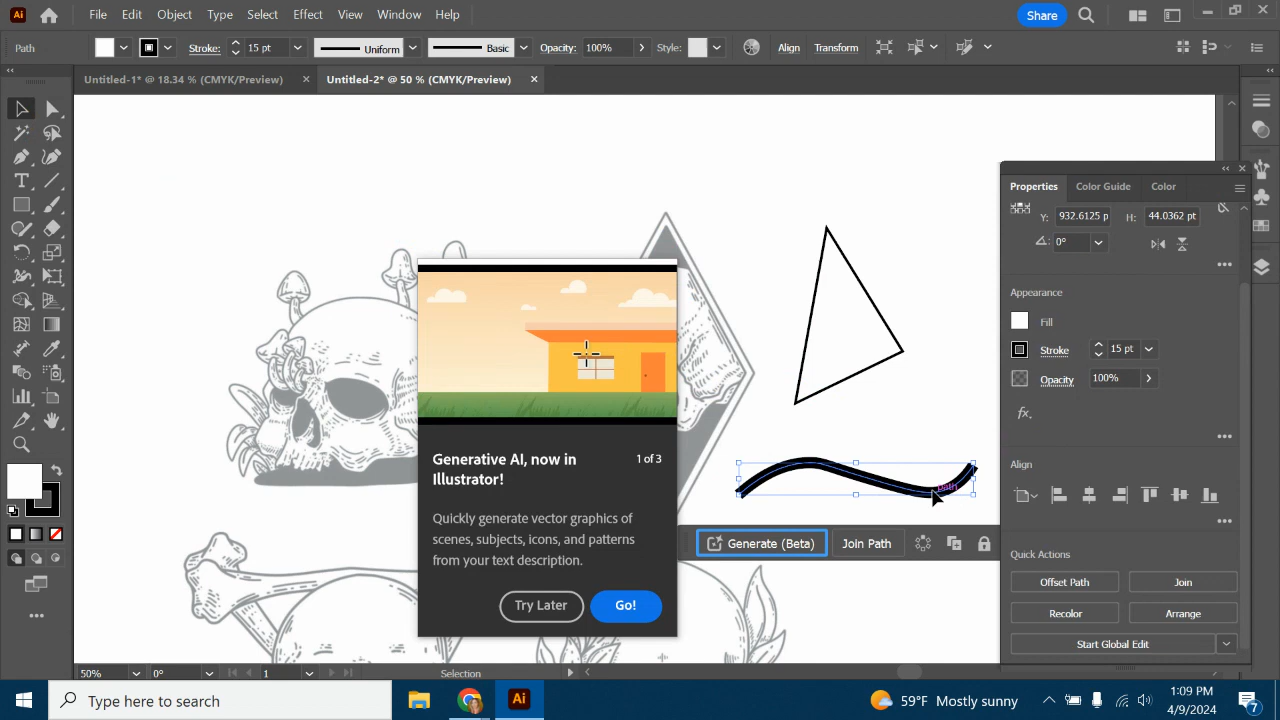 Ai File Edit Object Type Select Effect View Window Help Share
Path Stroke: 15 pt Uniform Basic Opacity: 100% Style: Align Transform
Untitled-1* @ 18.34 % (CMYK/Preview) Untitled-2* @ 50 % (CMYK/Preview)
Properties Color Guide Color
Y: 932.6125 p H: 44.0362 pt
0°
Appearance
Fill
Stroke 15 pt
Opacity 100%
fx
Align
Quick Actions
Offset Path Join
Recolor Arrange
Start Global Edit
path
Generate (Beta) Join Path
Generative AI, now in 1 of 3
Illustrator!
Quickly generate vector graphics of
scenes, subjects, icons, and patterns
from your text description.
Try Later Go!
50% 0° 1 Selection
Type here to search Ai 59°F Mostly sunny 1:09 PM
4/9/2024 7